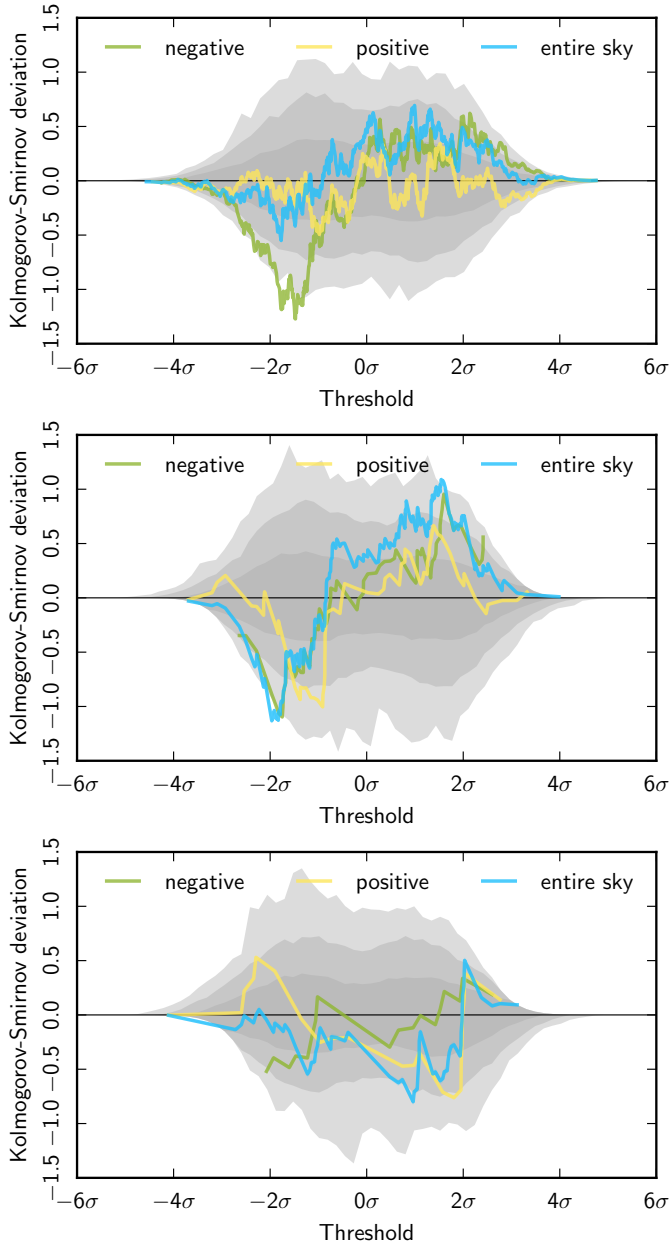 1.5
negative positive entire sky
1.0
0.5
0.0
−0.5
−1.0
−1.5
Kolmogorov-Smirnov deviation
−6σ −4σ −2σ 0σ 2σ 4σ 6σ
Threshold
1.5
negative positive entire sky
1.0
0.5
0.0
−0.5
−1.0
−1.5
Kolmogorov-Smirnov deviation
−6σ −4σ −2σ 0σ 2σ 4σ 6σ
Threshold
1.5
negative positive entire sky
1.0
0.5
0.0
−0.5
−1.0
−1.5
Kolmogorov-Smirnov deviation
−6σ −4σ −2σ 0σ 2σ 4σ 6σ
Threshold